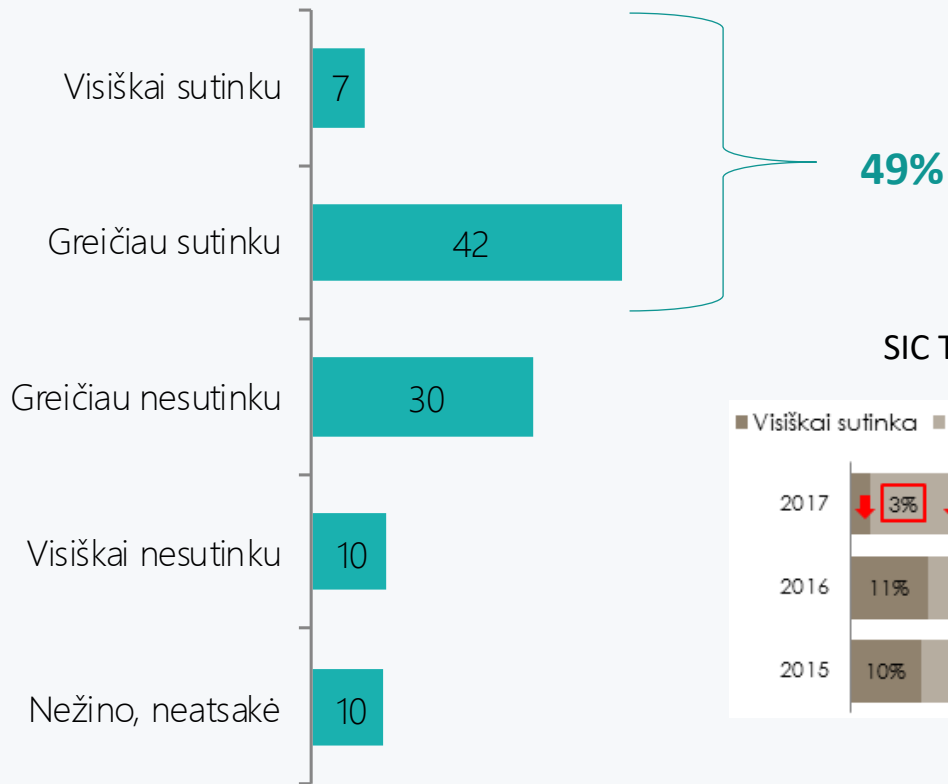 Visiškai sutinku
7
49%
Greičiau sutinku
42
SIC
Greičiau nesutinku
30
Visiškai sutinka
2017
3%
Visiškai nesutinku
10
2016
11%
2015
10%
Nežino, neatsakė
10